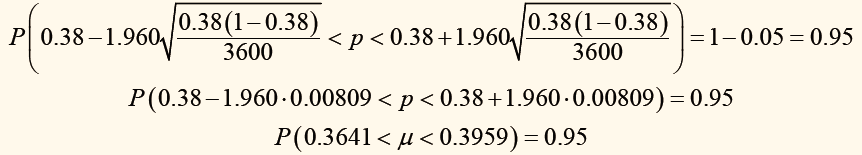 P(0.38−1.960√(0.38(1−0.38)/3600) < p < 0.38+1.960√(0.38(1−0.38)/3600)) = 1−0.05 = 0.95
P(0.38−1.960·0.00809 < p < 0.38+1.960·0.00809) = 0.95
P(0.3641 < μ < 0.3959) = 0.95